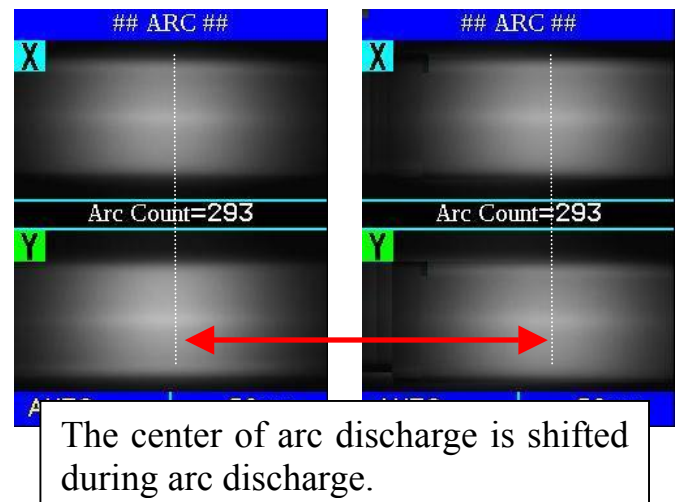 ## ARC ##
X
Arc Count=293
Y
## ARC ##
X
Arc Count=293
Y
The center of arc discharge is shifted
during arc discharge.